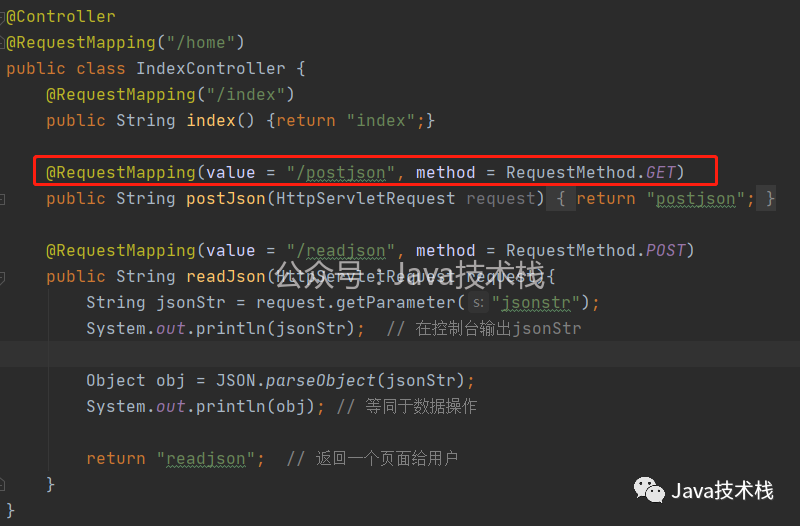 @Controller
@RequestMapping("/home")
public class IndexController {
    @RequestMapping("/index")
    public String index() {return "index";}
    @RequestMapping(value = "/postjson", method = RequestMethod.GET)
    public String postJson(HttpServletRequest request) { return "postjson"; }
    @RequestMapping(value = "/readjson", method = RequestMethod.POST)
    public String readJson(HttpServletRequest request){
公众号：Java技术栈
        String jsonStr = request.getParameter( s: "jsonstr");
        System.out.println(jsonStr);  // 在控制台输出jsonStr
        Object obj = JSON.parseObject(jsonStr);
        System.out.println(obj); // 等同于数据操作
        return "readjson";  // 返回一个页面给用户
    }
Java技术栈
}